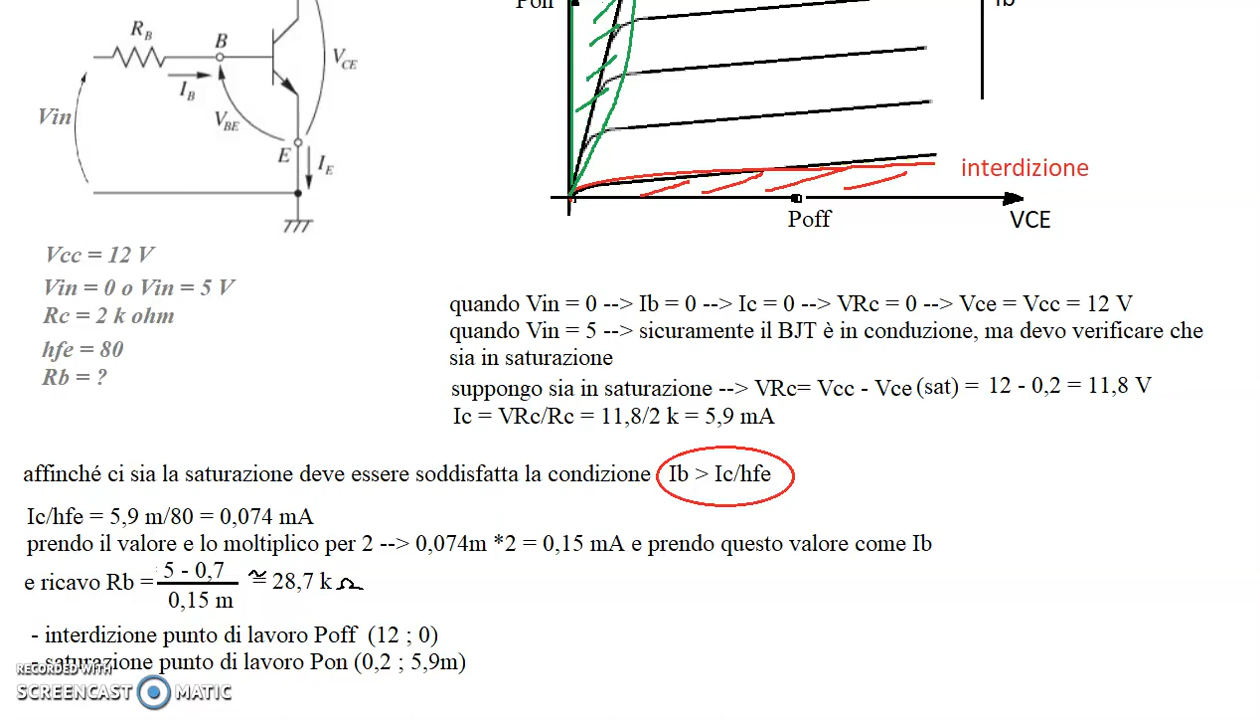 Pon
Ib
RB
B
VCE
IB
Vin
VBE
E
IE
interdizione
Poff
VCE
Vcc = 12 V
Vin = 0 o Vin = 5 V
Rc = 2 k ohm
hfe = 80
Rb = ?
quando Vin = 0 --> Ib = 0 --> Ic = 0 --> VRc = 0 --> Vce = Vcc = 12 V
quando Vin = 5 --> sicuramente il BJT è in conduzione, ma devo verificare che
sia in saturazione
suppongo sia in saturazione --> VRc= Vcc - Vce (sat) = 12 - 0,2 = 11,8 V
Ic = VRc/Rc = 11,8/2 k = 5,9 mA
affinché ci sia la saturazione deve essere soddisfatta la condizione Ib > Ic/hfe
Ic/hfe = 5,9 m/80 = 0,074 mA
prendo il valore e lo moltiplico per 2 --> 0,074m *2 = 0,15 mA e prendo questo valore come Ib
5 - 0,7
e ricavo Rb = ≅ 28,7 k Ω
0,15 m
- interdizione punto di lavoro Poff (12 ; 0)
- saturazione punto di lavoro Pon (0,2 ; 5,9m)
RECORDED WITH
SCREENCAST MATIC